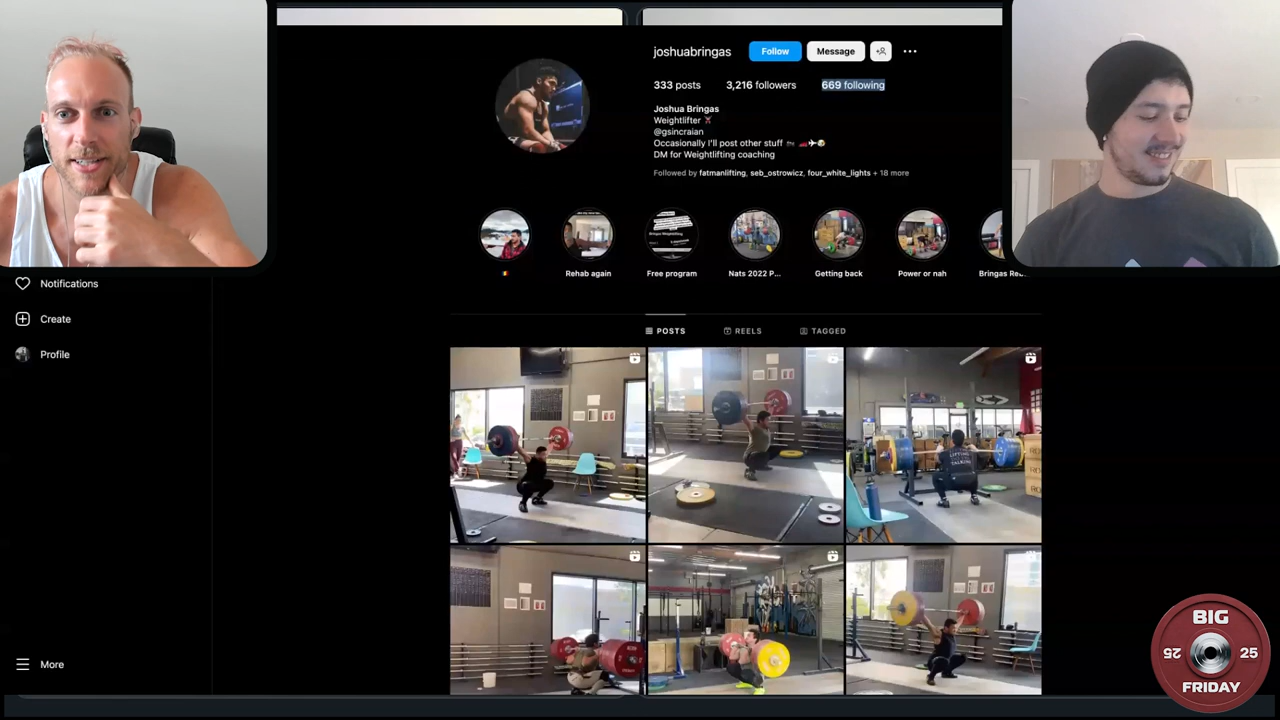 joshuabringas
Follow
Message
333 posts
3,216 followers
669 following
Joshua Bringas
Weightlifter
@gsincraian
Occasionally I'll post other stuff
DM for Weightlifting coaching
Followed by fatmanlifting, seb_ostrowicz, four_white_lights + 18 more
Rehab again
Free program
Nats 2022 P...
Getting back
Power or nah
POSTS
REELS
TAGGED
Notifications
Create
Profile
More
BIG
25 25
FRIDAY